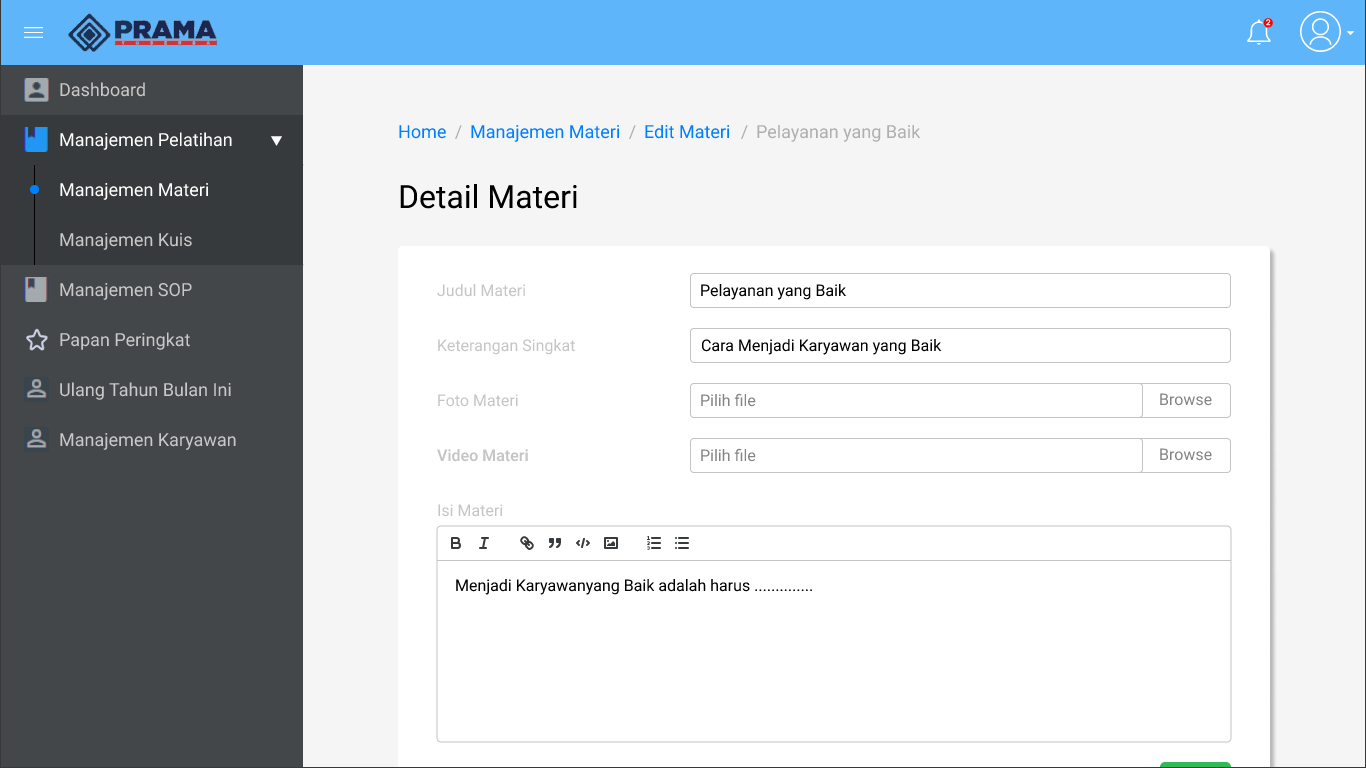 PRAMA
2
Dashboard
Manajemen Pelatihan
Manajemen Materi
Manajemen Kuis
Manajemen SOP
Papan Peringkat
Ulang Tahun Bulan Ini
Manajemen Karyawan
Home / Manajemen Materi / Edit Materi / Pelayanan yang Baik
Detail Materi
Judul Materi Pelayanan yang Baik
Keterangan Singkat Cara Menjadi Karyawan yang Baik
Foto Materi Pilih file Browse
Video Materi Pilih file Browse
Isi Materi
Menjadi Karyawanyang Baik adalah harus ..............